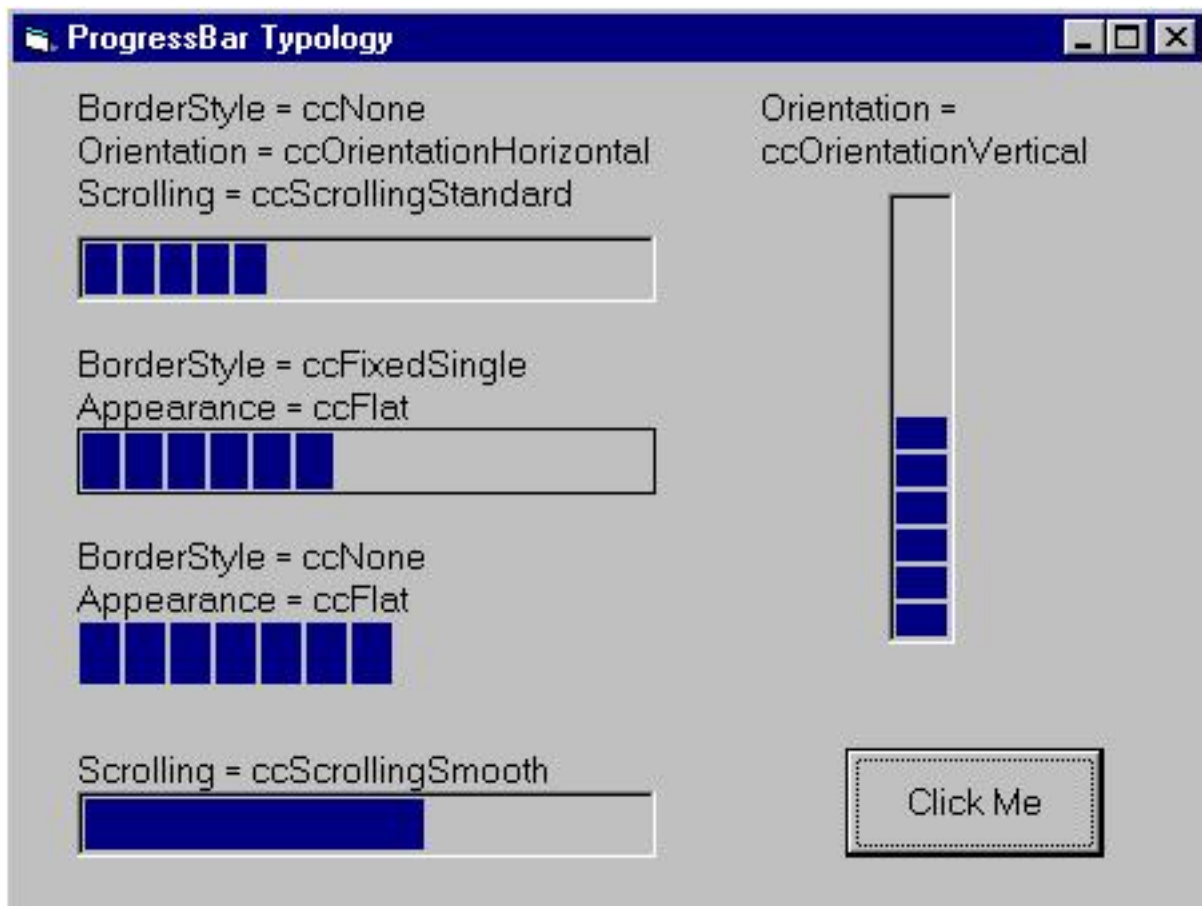 ProgressBar Typology
BorderStyle = ccNone
Orientation = ccOrientationHorizontal
Scrolling = ccScrollingStandard
BorderStyle = ccFixedSingle
Appearance = ccFlat
BorderStyle = ccNone
Appearance = ccFlat
Scrolling = ccScrollingSmooth
Orientation =
ccOrientationVertical
Click Me